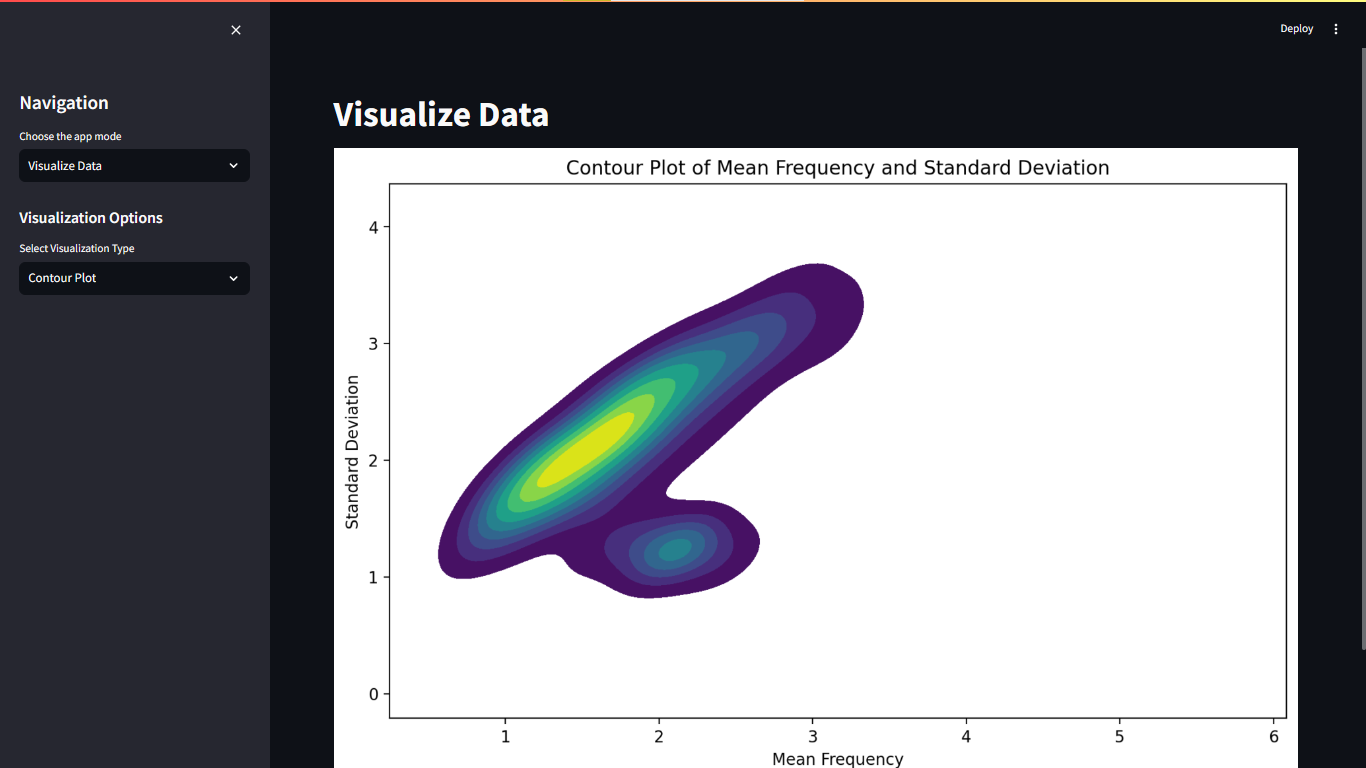 Deploy
Navigation
Choose the app mode
Visualize Data
Visualization Options
Select Visualization Type
Contour Plot
Visualize Data
Contour Plot of Mean Frequency and Standard Deviation
Standard Deviation
4
3
2
1
0
1 2 3 4 5 6
Mean Frequency